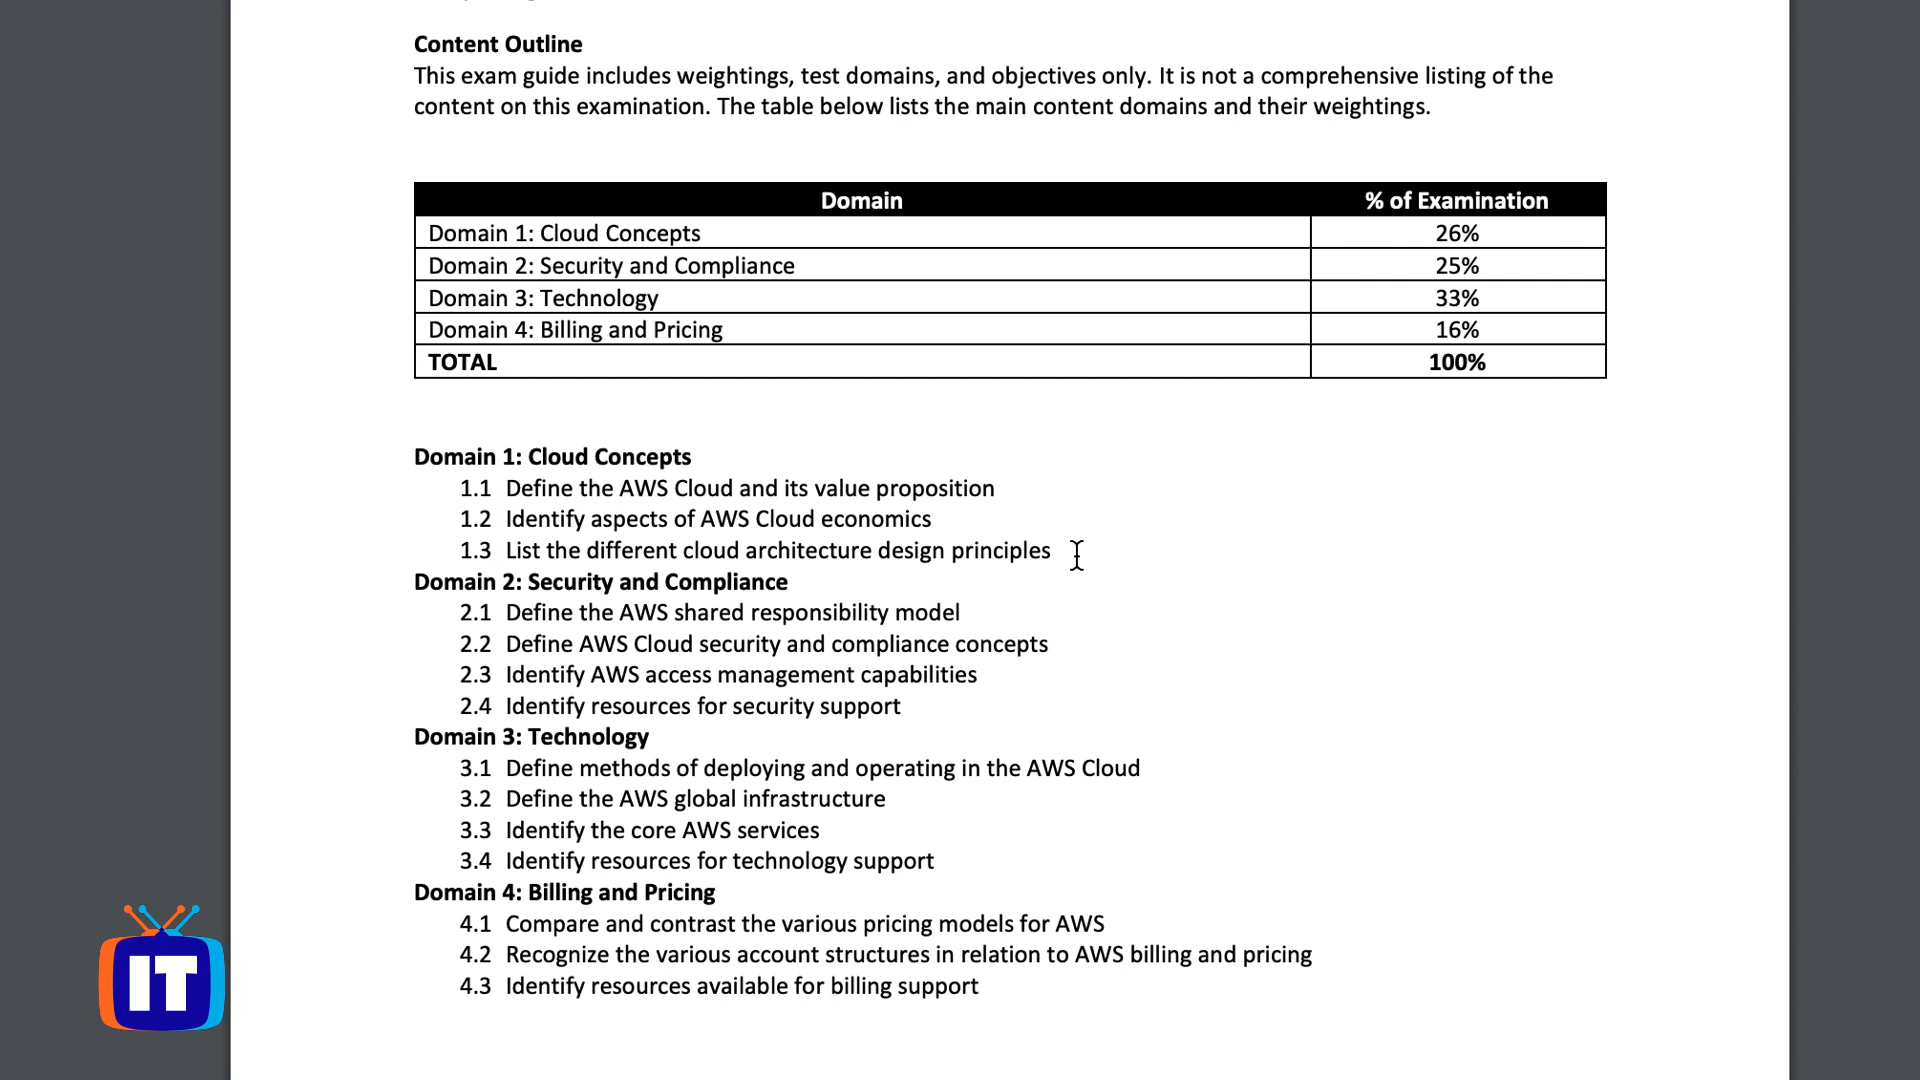 Content Outline
This exam guide includes weightings, test domains, and objectives only. It is not a comprehensive listing of the
content on this examination. The table below lists the main content domains and their weightings.
Domain % of Examination
Domain 1: Cloud Concepts 26%
Domain 2: Security and Compliance 25%
Domain 3: Technology 33%
Domain 4: Billing and Pricing 16%
TOTAL 100%
Domain 1: Cloud Concepts
1.1 Define the AWS Cloud and its value proposition
1.2 Identify aspects of AWS Cloud economics
1.3 List the different cloud architecture design principles
Domain 2: Security and Compliance
2.1 Define the AWS shared responsibility model
2.2 Define AWS Cloud security and compliance concepts
2.3 Identify AWS access management capabilities
2.4 Identify resources for security support
Domain 3: Technology
3.1 Define methods of deploying and operating in the AWS Cloud
3.2 Define the AWS global infrastructure
3.3 Identify the core AWS services
3.4 Identify resources for technology support
Domain 4: Billing and Pricing
4.1 Compare and contrast the various pricing models for AWS
4.2 Recognize the various account structures in relation to AWS billing and pricing
4.3 Identify resources available for billing support
IT